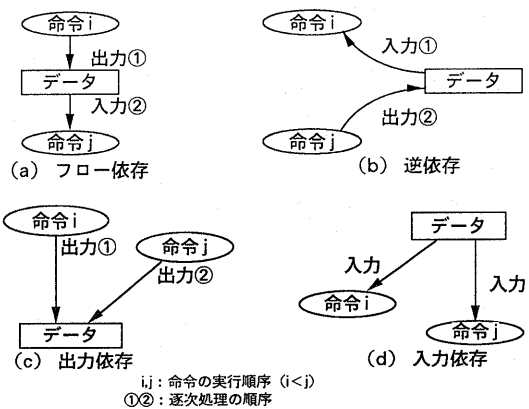 命令i
出力①
データ
入力②
命令j
(a) フロー依存
命令i
入力①
データ
出力②
命令j
(b) 逆依存
命令i
出力①
命令j
出力②
データ
(c) 出力依存
データ
入力
入力
命令i
命令j
(d) 入力依存
i,j：命令の実行順序（i<j）
①②：逐次処理の順序